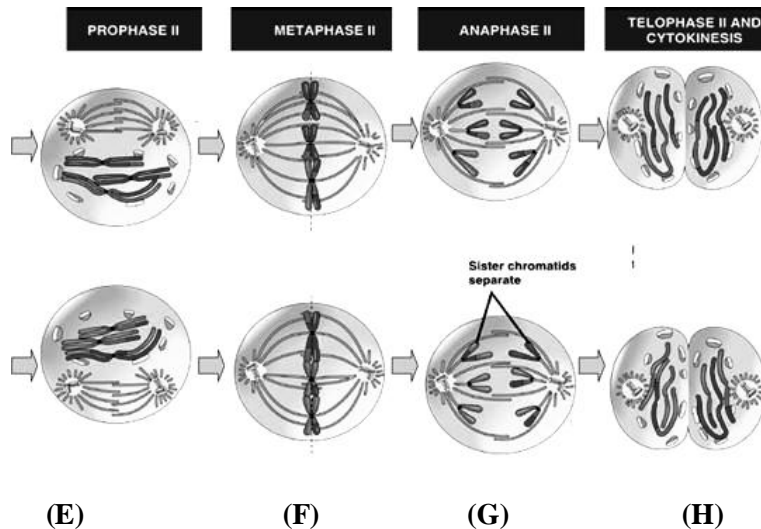 PROPHASE II
METAPHASE II
ANAPHASE II
TELOPHASE II AND
CYTOKINESIS
Sister chromatids
separate
(E)
(F)
(G)
(H)